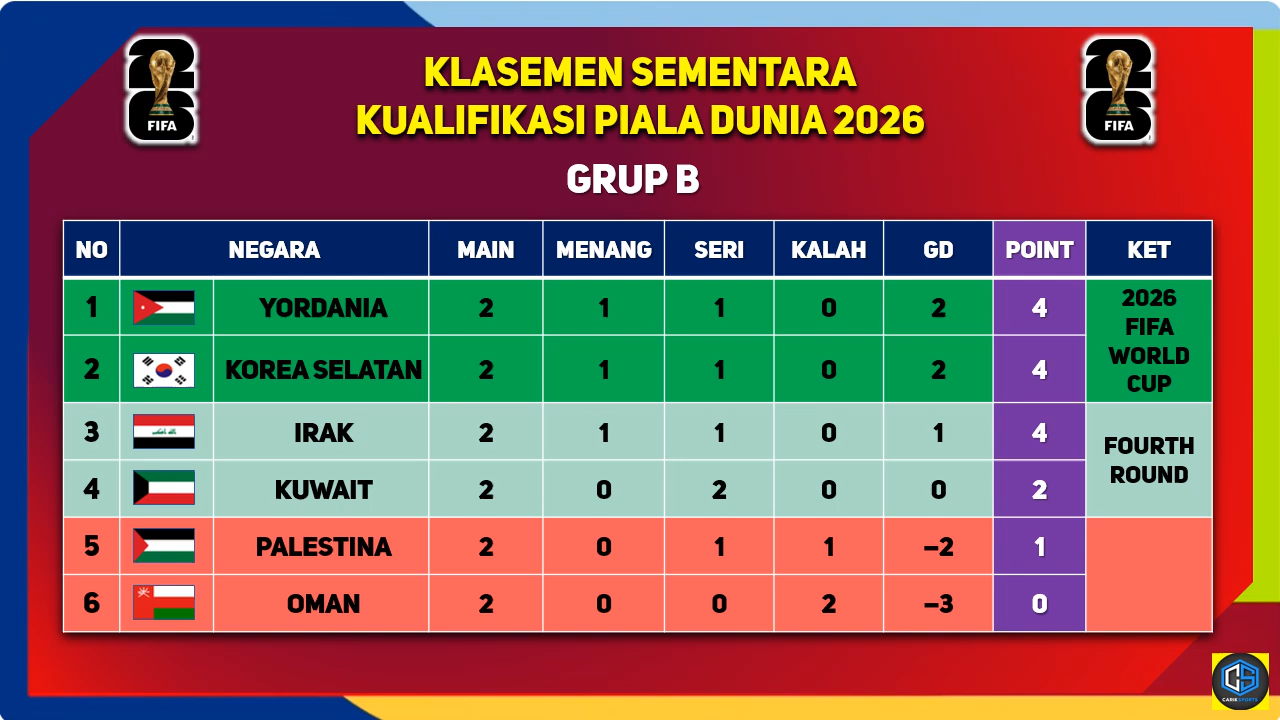 KLASEMEN SEMENTARA
KUALIFIKASI PIALA DUNIA 2026
GRUP B
FIFA
FIFA
NO NEGARA MAIN MENANG SERI KALAH GD POINT KET
1 YORDANIA 2 1 1 0 2 4
2 KOREA SELATAN 2 1 1 0 2 4
2026
FIFA
WORLD
CUP
3 IRAK 2 1 1 0 1 4
4 KUWAIT 2 0 2 0 0 2
FOURTH
ROUND
5 PALESTINA 2 0 1 1 –2 1
6 OMAN 2 0 0 2 –3 0
CARIKSPORTS